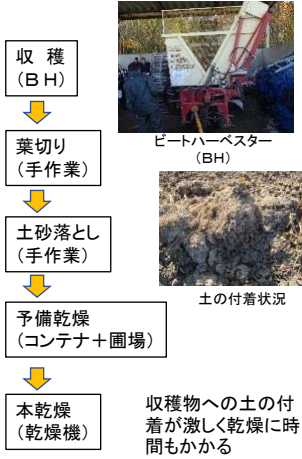 収 穫
(BH)
葉切り
(手作業)
土砂落とし
(手作業)
予備乾燥
(コンテナ+圃場)
本乾燥
(乾燥機)
ビートハーベスター
(BH)
土の付着状況
収穫物への土の付
着が激しく乾燥に時
間もかかる